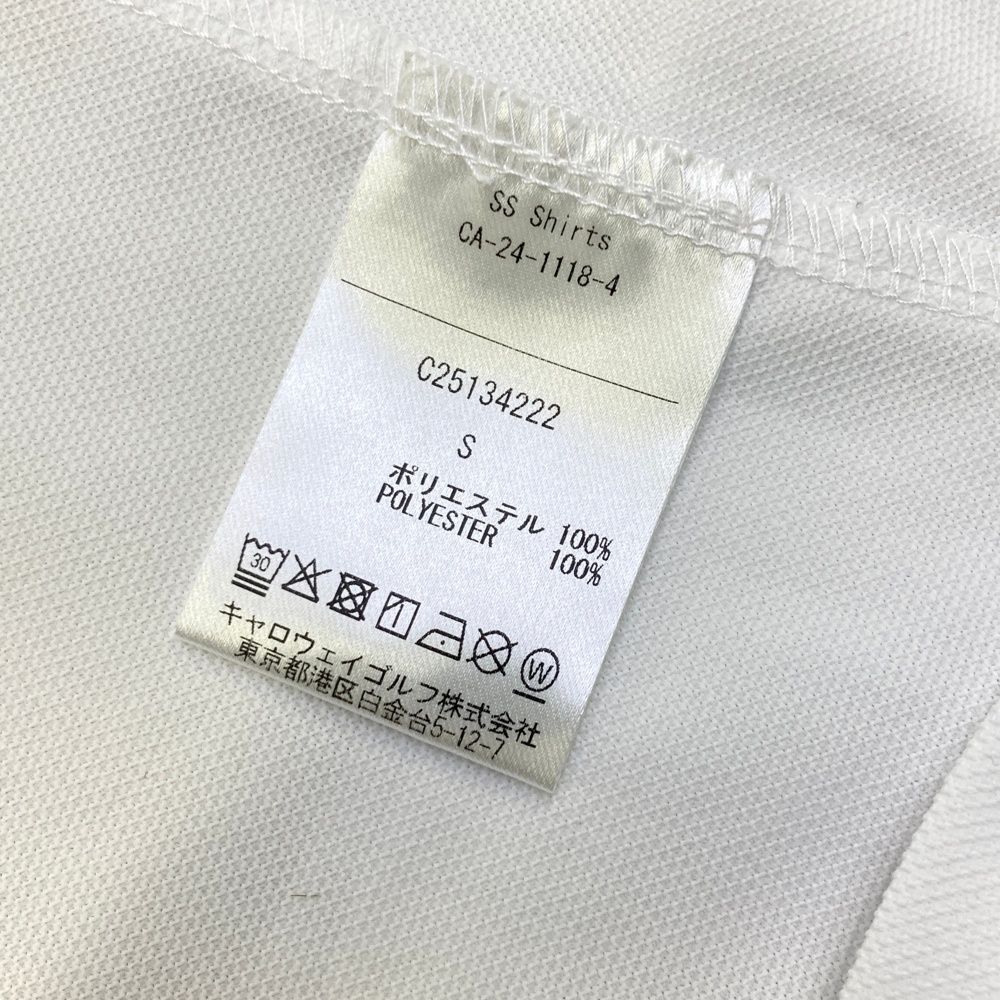 SS Shirts
CA-24-1118-4
C25134222
S
ポリエステル 100%
POLYESTER 100%
30
W
キャロウェイゴルフ株式会社
東京都港区白金台5-12-7